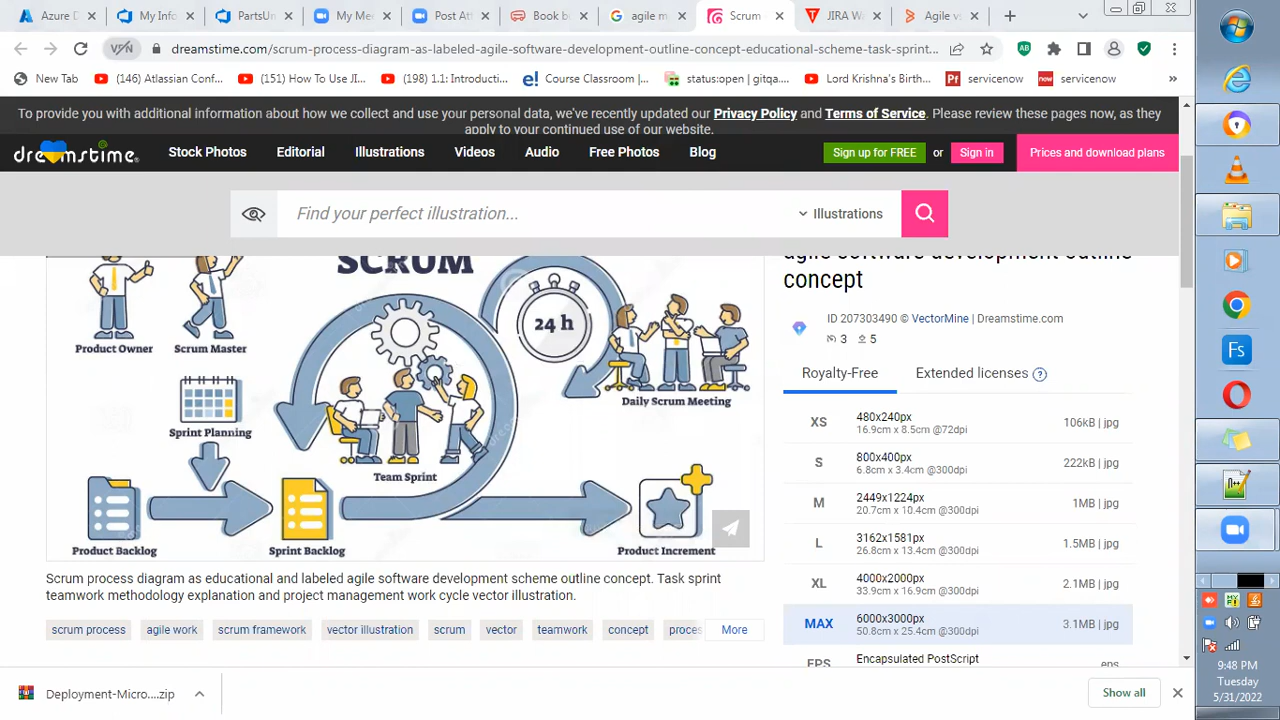 Azure D
My Info
PartsUn
My Mee
Post Att
Book b
agile m
Scrum
JIRA W
Agile v
VPN
dreamstime.com/scrum-process-diagram-as-labeled-agile-software-development-outline-concept-educational-scheme-task-sprint...
New Tab
(146) Atlassian Conf...
(151) How To Use JI...
(198) 1.1: Introducti...
Course Classroom |...
status:open | gitqa....
Lord Krishna's Birth...
servicenow
servicenow
»
To provide you with additional information about how we collect and use your personal data, we've recently updated our Privacy Policy and Terms of Service. Please review these pages now, as they
apply to your continued use of our website.
dreamstime
Stock Photos
Editorial
Illustrations
Videos
Audio
Free Photos
Blog
Sign up for FREE
or
Sign in
Prices and download plans
Find your perfect illustration...
Illustrations
SCRUM
agile software development outline
concept
24 h
Product Owner
Scrum Master
ID 207303490 © VectorMine | Dreamstime.com
3
5
Royalty-Free
Extended licenses ?
Daily Scrum Meeting
Sprint Planning
Team Sprint
Product Backlog
Sprint Backlog
Product Increment
XS
480x240px
16.9cm x 8.5cm @72dpi
106kB | jpg
S
800x400px
6.8cm x 3.4cm @300dpi
222kB | jpg
M
2449x1224px
20.7cm x 10.4cm @300dpi
1MB | jpg
L
3162x1581px
26.8cm x 13.4cm @300dpi
1.5MB | jpg
XL
4000x2000px
33.9cm x 16.9cm @300dpi
2.1MB | jpg
MAX
6000x3000px
50.8cm x 25.4cm @300dpi
3.1MB | jpg
Encapsulated PostScript
Scrum process diagram as educational and labeled agile software development scheme outline concept. Task sprint
teamwork methodology explanation and project management work cycle vector illustration.
scrum process
agile work
scrum framework
vector illustration
scrum
vector
teamwork
concept
proces
More
Deployment-Micro....zip
Show all
Fs
9:48 PM
Tuesday
5/31/2022